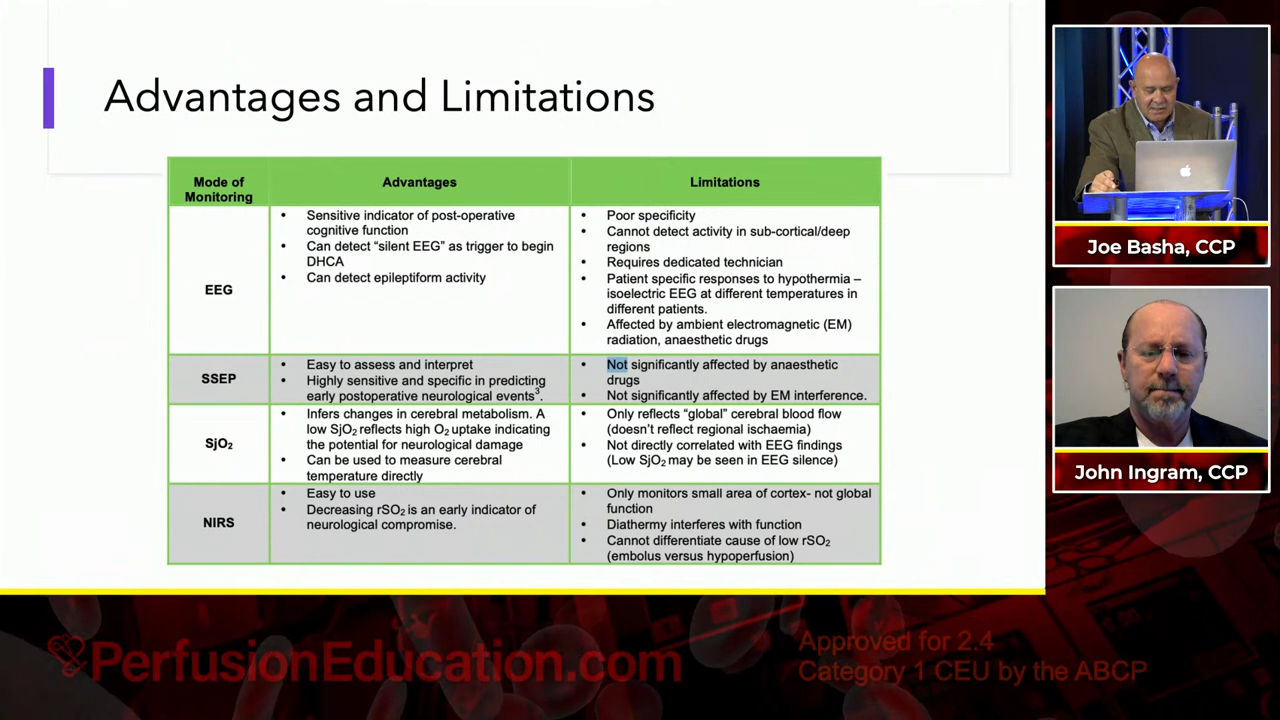 Advantages and Limitations
Mode of
Monitoring
Advantages
Limitations
EEG
• Sensitive indicator of post-operative
cognitive function
• Can detect “silent EEG” as trigger to begin
DHCA
• Can detect epileptiform activity
• Poor specificity
• Cannot detect activity in sub-cortical/deep
regions
• Requires dedicated technician
• Patient specific responses to hypothermia –
isoelectric EEG at different temperatures in
different patients.
• Affected by ambient electromagnetic (EM)
radiation, anaesthetic drugs
SSEP
• Easy to assess and interpret
• Highly sensitive and specific in predicting
early postoperative neurological events³.
• Not significantly affected by anaesthetic
drugs
• Not significantly affected by EM interference.
SjO₂
• Infers changes in cerebral metabolism. A
low SjO₂ reflects high O₂ uptake indicating
the potential for neurological damage
• Can be used to measure cerebral
temperature directly
• Only reflects “global” cerebral blood flow
(doesn’t reflect regional ischaemia)
• Not directly correlated with EEG findings
(Low SjO₂ may be seen in EEG silence)
NIRS
• Easy to use
• Decreasing rSO₂ is an early indicator of
neurological compromise.
• Only monitors small area of cortex- not global
function
• Diathermy interferes with function
• Cannot differentiate cause of low rSO₂
(embolus versus hypoperfusion)
Joe Basha, CCP
John Ingram, CCP
PerfusionEducation.com
Approved for 2.4
Category 1 CEU by the ABCP